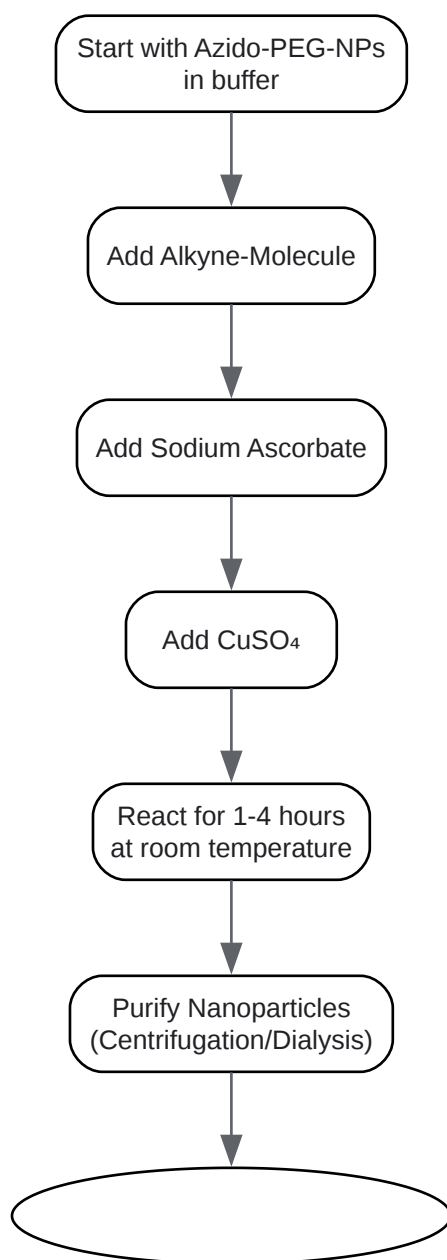 Start with Azido-PEG-NPs
in buffer
Add Alkyne-Molecule
Add Sodium Ascorbate
Add CuSO₄
React for 1-4 hours
at room temperature
Purify Nanoparticles
(Centrifugation/Dialysis)